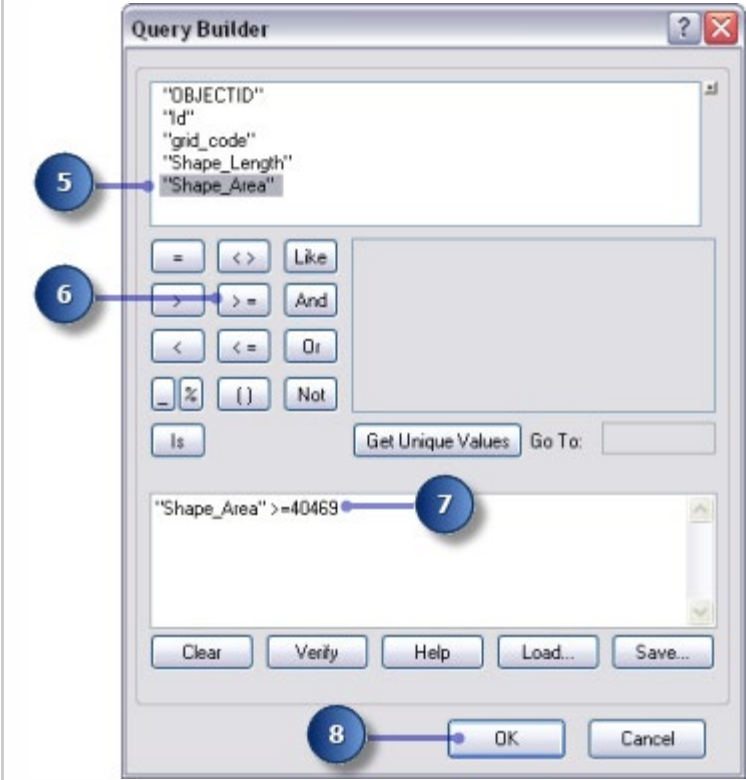 Query Builder ?
"OBJECTID"
"Id"
"grid_code"
"Shape_Length"
5 "Shape_Area"
= < > Like
6 > > = And
< < = Or
_ % ( ) Not
Is Get Unique Values Go To:
"Shape_Area" >=40469 7
Clear Verify Help Load... Save...
8 OK Cancel